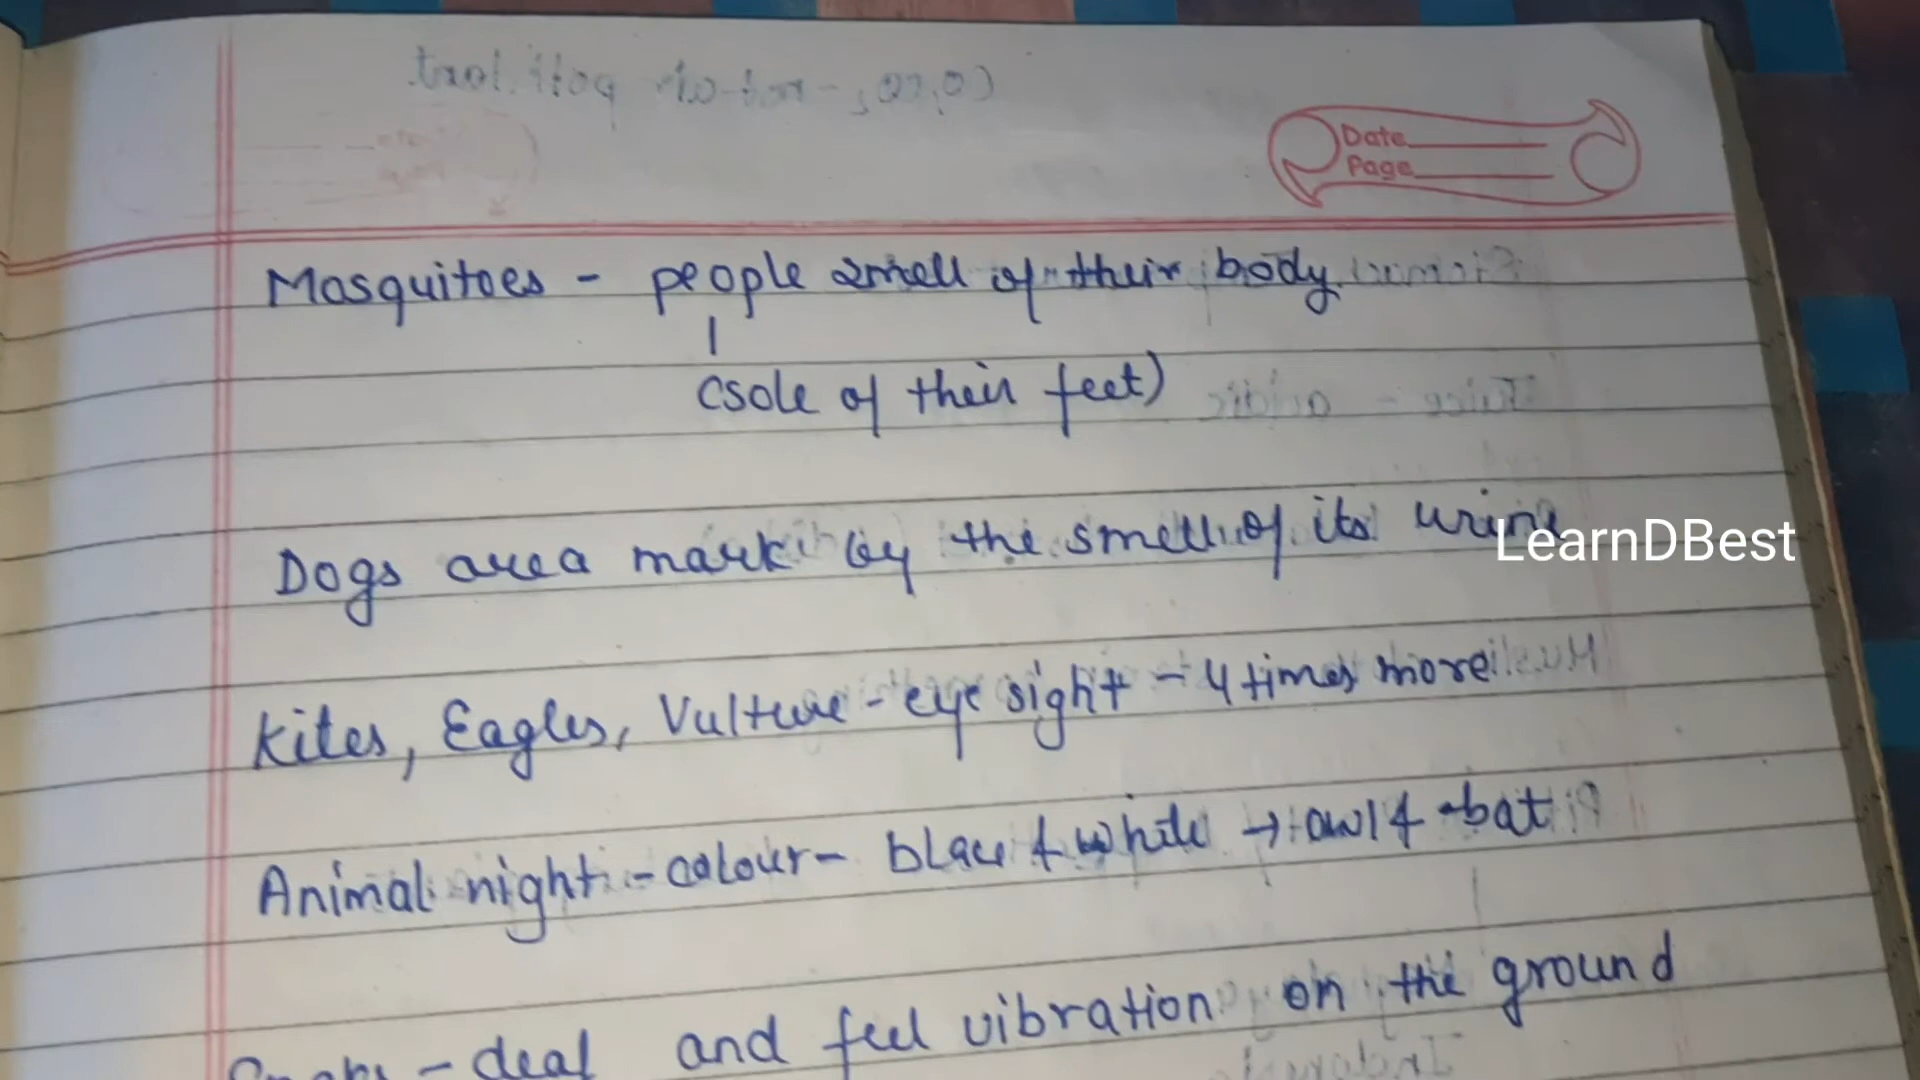 Date
Page
Mosquitoes - people smell of their body
(sole of their feet)
Dogs area mark by the smell of its urine
LearnDBest
Kites, Eagles, Vulture - eye sight - 4 times more
Animal night - colour - blace & white → owl & bat
- deal and feel vibration on the ground